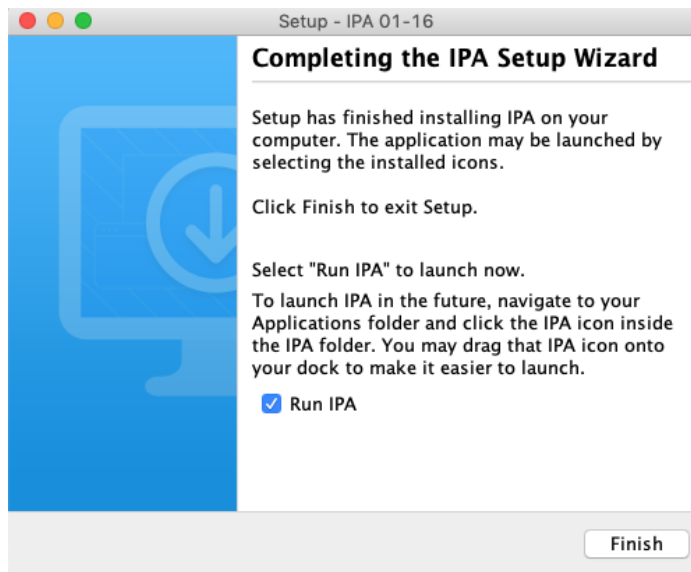 Setup - IPA 01-16
Completing the IPA Setup Wizard
Setup has finished installing IPA on your
computer. The application may be launched by
selecting the installed icons.
Click Finish to exit Setup.
Select "Run IPA" to launch now.
To launch IPA in the future, navigate to your
Applications folder and click the IPA icon inside
the IPA folder. You may drag that IPA icon onto
your dock to make it easier to launch.
Run IPA
Finish